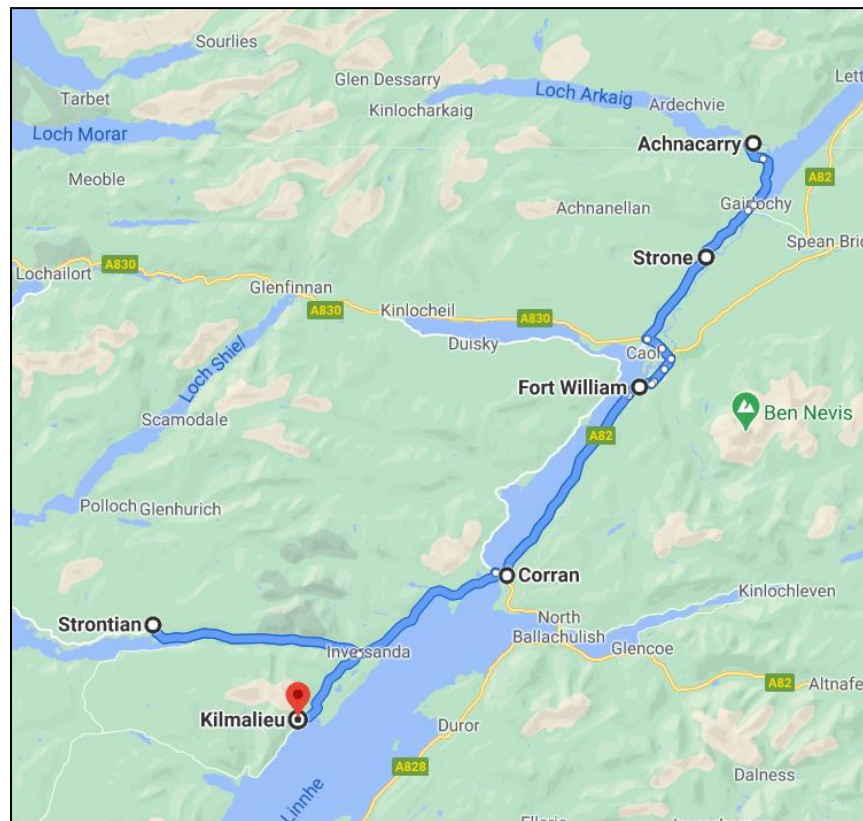 Sourlies
Glen Dessarry
Tarbet
Kinlocharkaig
Loch Arkaig
Ardechvie
Lett
Loch Morar
Achnacarry
A82
Meoble
Achnanellan
Gairlochy
Strone
Spean Brid
Lochailort
A830
Glenfinnan
A830
Kinlocheil
A830
Duisky
Caol
Loch Shiel
Fort William
Ben Nevis
Scamodale
A82
Polloch
Glenhurich
Corran
Kinlochleven
Strontian
North
Ballachulish
Inversanda
Glencoe
A82
Altnafe
Kilmalieu
Duror
A828
Dalness
Linnhe